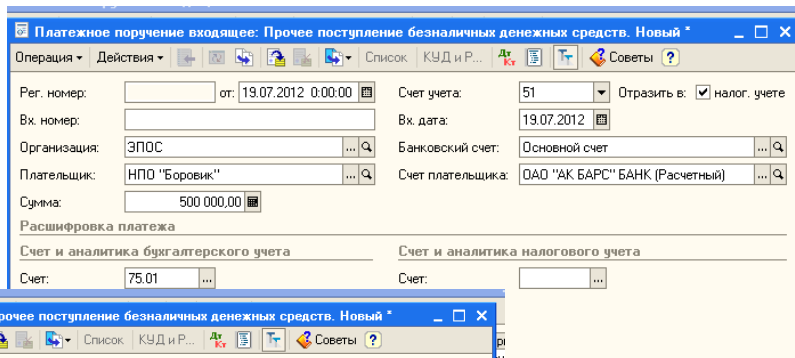 Платежное поручение входящее: Прочее поступление безналичных денежных средств. Новый *
Операция Действия Список КУДиР... Дт Кт Советы ?
Рег. номер: от: 19.07.2012 0:00:00 Счет учета: 51 Отразить в: налог. учете
Вх. номер: Вх. дата: 19.07.2012
Организация: ЭПОС ... Банковский счет: Основной счет ...
Плательщик: НПО "Боровик" ... Счет плательщика: ОАО "АК БАРС" БАНК (Расчетный) ...
Сумма: 500 000,00
Расшифровка платежа
Счет и аналитика бухгалтерского учета Счет и аналитика налогового учета
Счет: 75.01 ... Счет: ...
рочее поступление безналичных денежных средств. Новый *
Список КУДиР... Дт Кт Советы ?